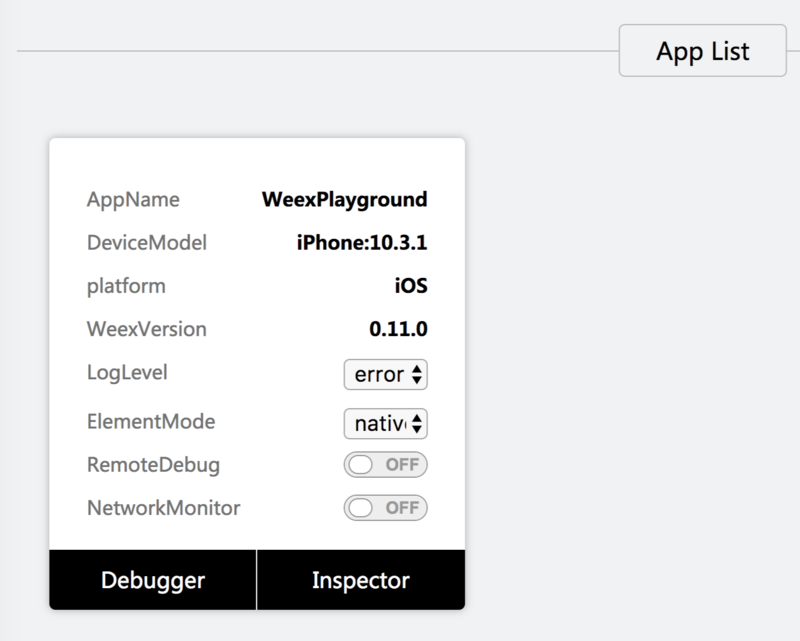 App List
AppName WeexPlayground
DeviceModel iPhone:10.3.1
platform iOS
WeexVersion 0.11.0
LogLevel error
ElementMode nativ
RemoteDebug OFF
NetworkMonitor OFF
Debugger Inspector